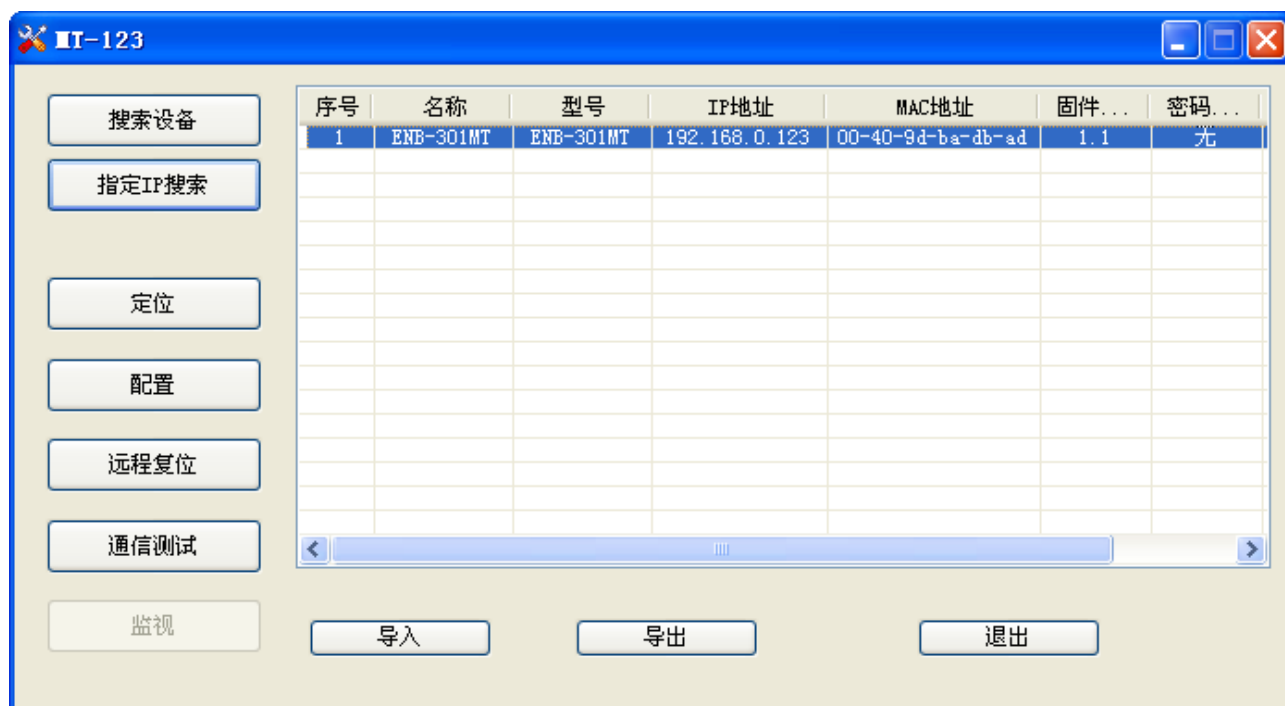 MT-123
搜索设备
指定IP搜索
定位
配置
远程复位
通信测试
监视
序号 名称 型号 IP地址 MAC地址 固件... 密码...
1 ENB-301MT ENB-301MT 192.168.0.123 00-40-9d-ba-db-ad 1.1 无
导入 导出 退出